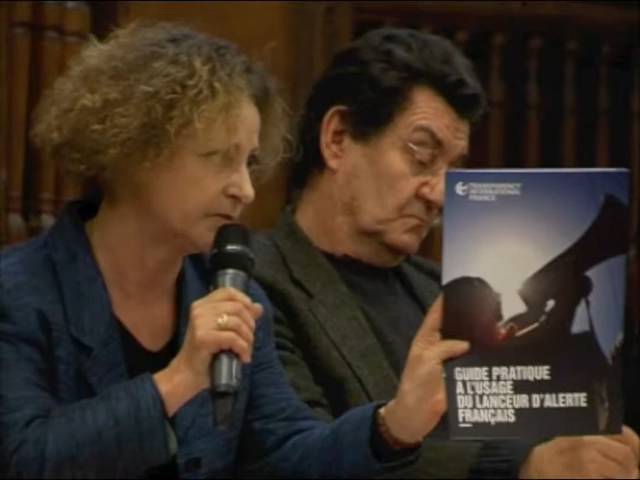 TRANSPARENCY
INTERNATIONAL
FRANCE
GUIDE PRATIQUE
A L'USAGE
DU LANCEUR D'ALERTE
FRANÇAIS